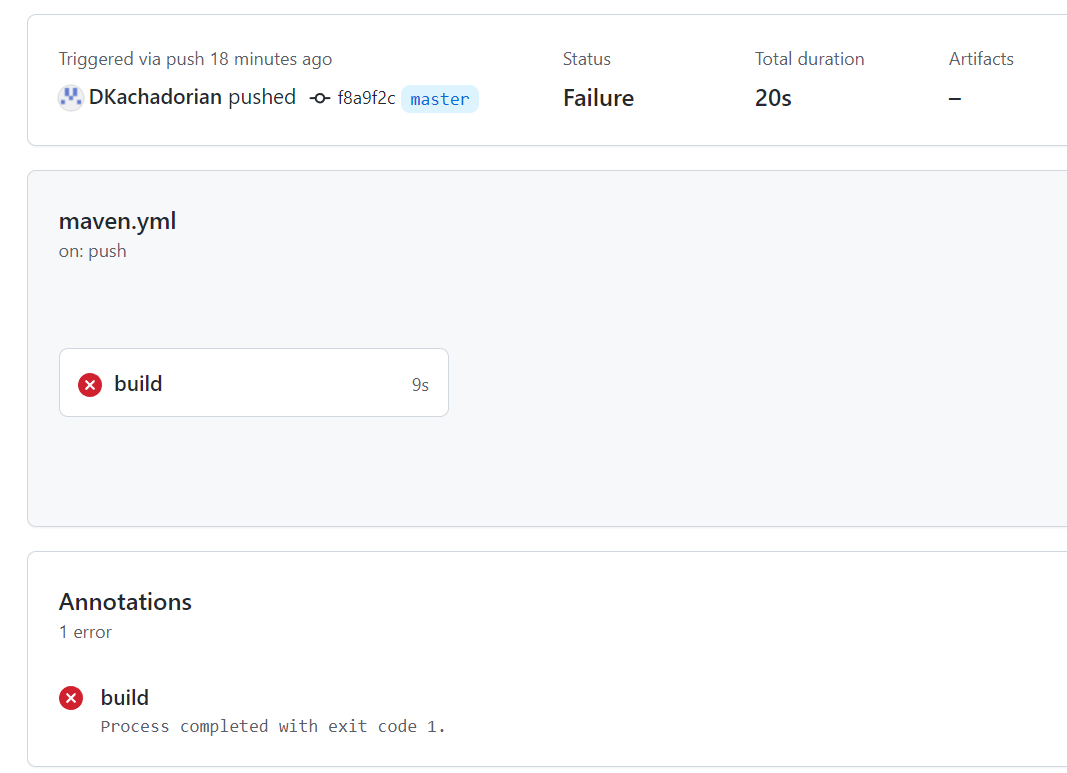 Triggered via push 18 minutes ago
DKachadorian pushed f8a9f2c master
Status
Failure
Total duration
20s
Artifacts
–
maven.yml
on: push
build 9s
Annotations
1 error
build
Process completed with exit code 1.